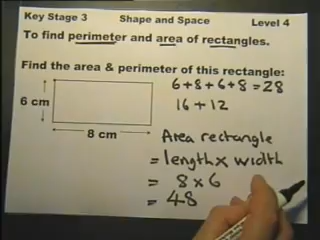 Key Stage 3 Shape and Space Level 4
To find perimeter and area of rectangles.
Find the area & perimeter of this rectangle:
6+8+6+8=28
16+12
6 cm
8 cm
Area rectangle
= length x width
= 8 x 6
= 48